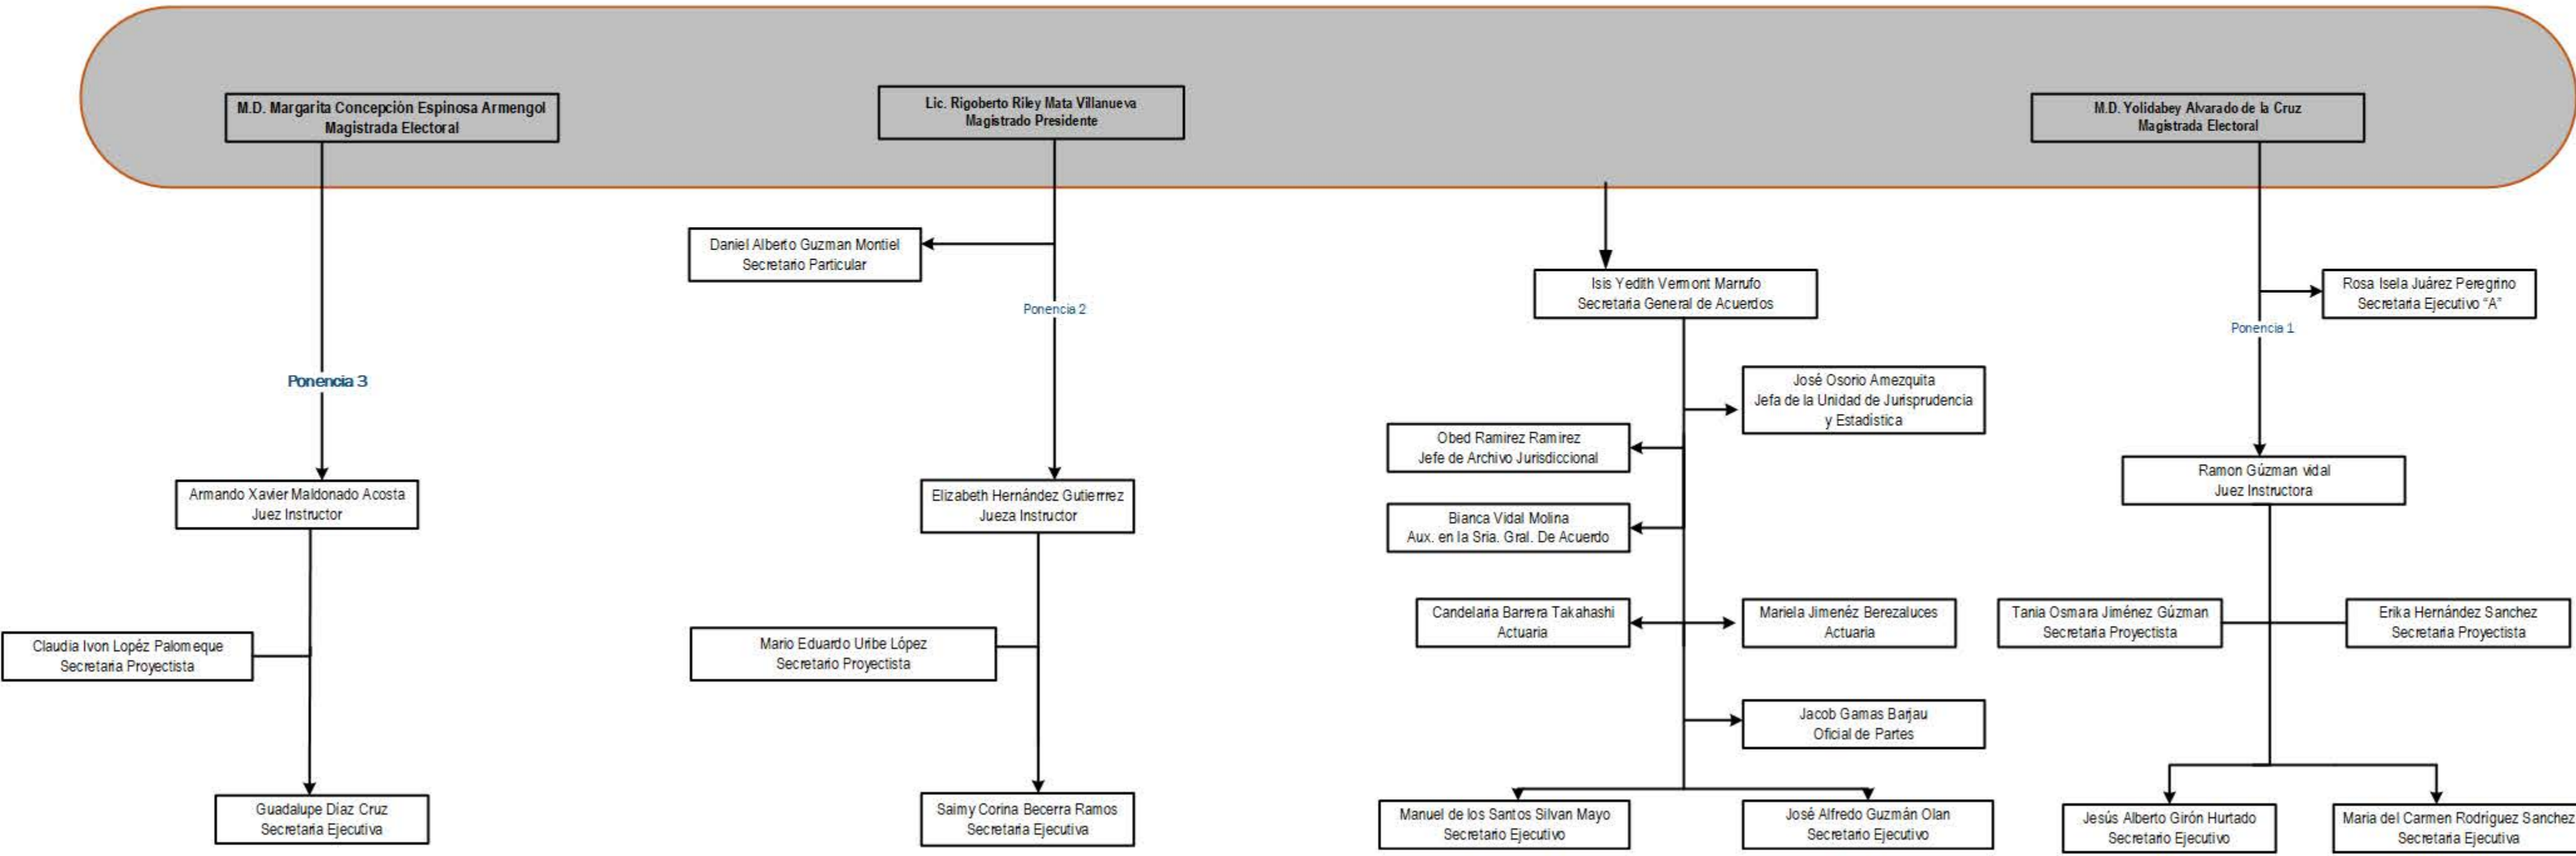 M.D. Margarita Concepción Espinosa Armengol
Magistrada Electoral
Lic. Rigoberto Riley Mata Villanueva
Magistrado Presidente
M.D. Yolidabey Alvarado de la Cruz
Magistrada Electoral
Daniel Alberto Guzman Montiel
Secretario Particular
Ponencia 2
Isis Yedith Vermont Marrufo
Secretaria General de Acuerdos
Rosa Isela Juárez Peregrino
Secretaria Ejecutivo “A”
Ponencia 1
Ponencia 3
José Osorio Amezquita
Jefa de la Unidad de Jurisprudencia
y Estadística
Obed Ramirez Ramirez
Jefe de Archivo Jurisdiccional
Armando Xavier Maldonado Acosta
Juez Instructor
Elizabeth Hernández Gutierrrez
Jueza Instructor
Bianca Vidal Molina
Aux. en la Sria. Gral. De Acuerdo
Ramon Gúzman vidal
Juez Instructora
Claudia Ivon Lopéz Palomeque
Secretaria Proyectista
Mario Eduardo Uribe López
Secretario Proyectista
Candelaria Barrera Takahashi
Actuaria
Mariela Jimenéz Berezaluces
Actuaria
Tania Osmara Jiménez Gúzman
Secretaria Proyectista
Erika Hernández Sanchez
Secretaria Proyectista
Jacob Gamas Barjau
Oficial de Partes
Guadalupe Díaz Cruz
Secretaria Ejecutiva
Saimy Corina Becerra Ramos
Secretaria Ejecutiva
Manuel de los Santos Silvan Mayo
Secretario Ejecutivo
José Alfredo Guzmán Olan
Secretario Ejecutivo
Jesús Alberto Girón Hurtado
Secretario Ejecutivo
Maria del Carmen Rodriguez Sanchez
Secretaria Ejecutiva